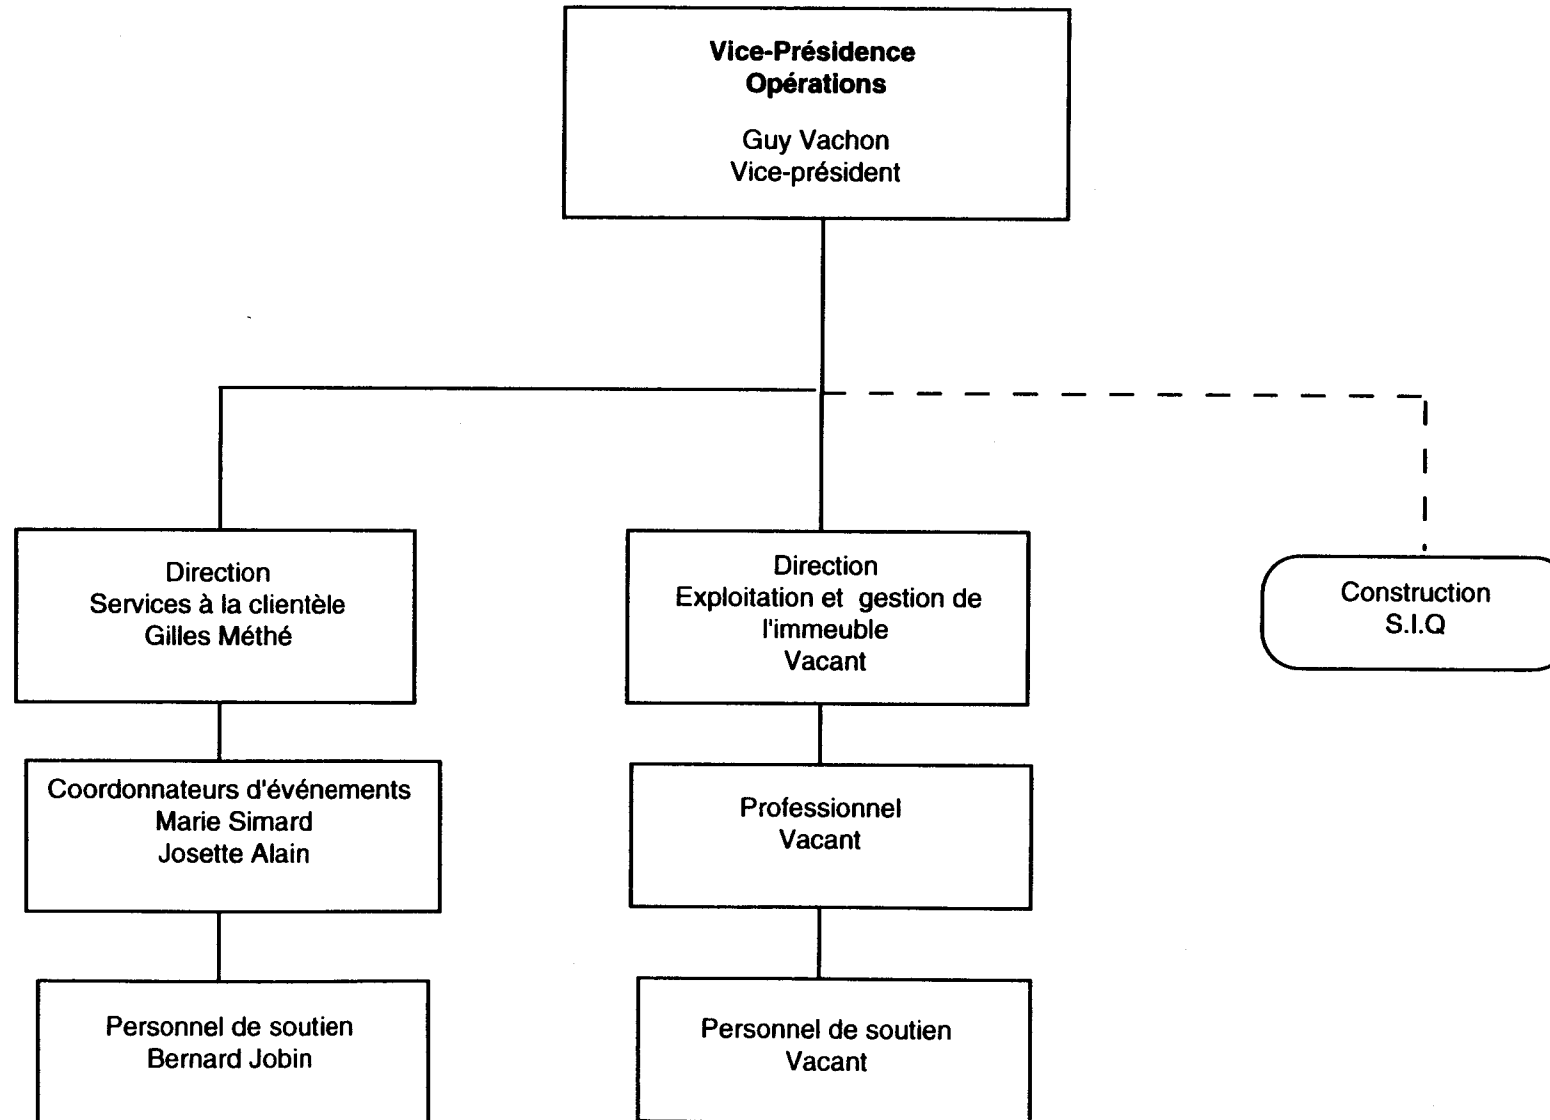 Vice-Présidence
Opérations
Guy Vachon
Vice-président
Direction
Services à la clientèle
Gilles Méthé
Direction
Exploitation et gestion de
l'immeuble
Vacant
Construction
S.I.Q
Coordonnateurs d'événements
Marie Simard
Josette Alain
Professionnel
Vacant
Personnel de soutien
Bernard Jobin
Personnel de soutien
Vacant